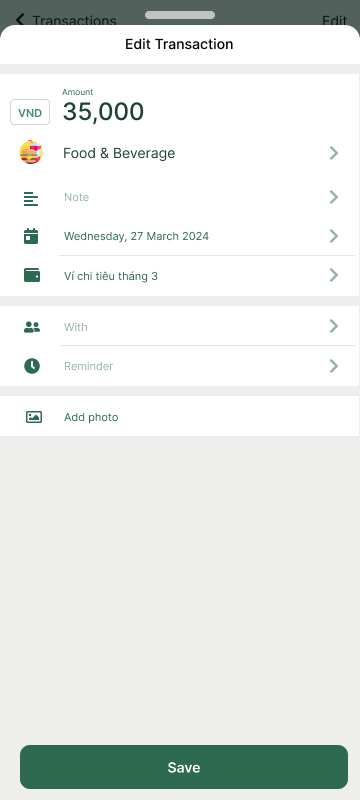 Transactions
Edit
Edit Transaction
Amount
VND
35,000
Food & Beverage
Note
Wednesday, 27 March 2024
Ví chi tiêu tháng 3
With
Reminder
Add photo
Save